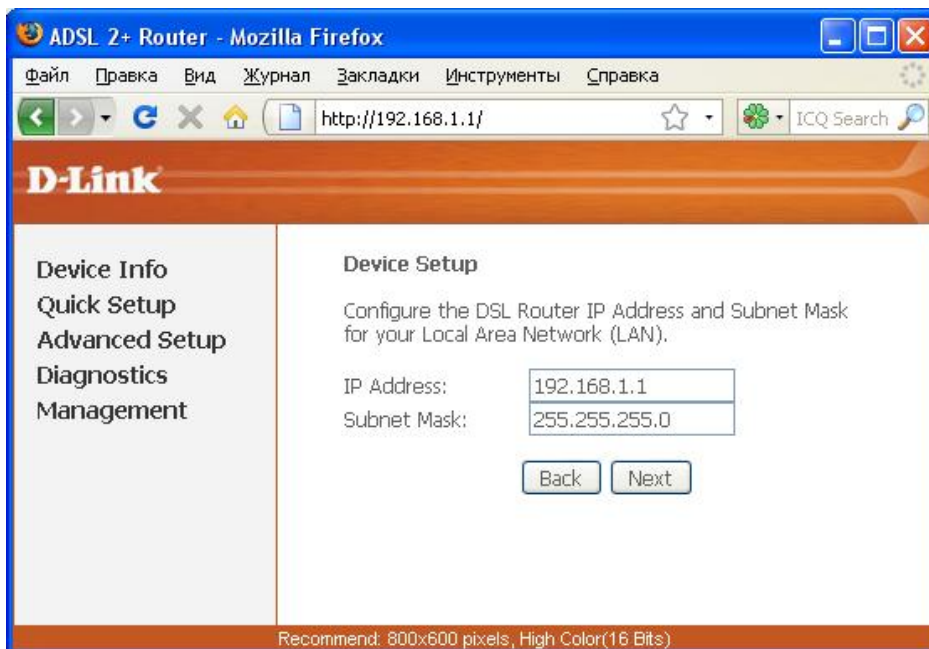 ADSL 2+ Router - Mozilla Firefox
Файл Правка Вид Журнал Закладки Инструменты Справка
http://192.168.1.1/ ICQ Search
D-Link
Device Info
Quick Setup
Advanced Setup
Diagnostics
Management
Device Setup
Configure the DSL Router IP Address and Subnet Mask
for your Local Area Network (LAN).
IP Address: 192.168.1.1
Subnet Mask: 255.255.255.0
Back Next
Recommend: 800x600 pixels, High Color(16 Bits)